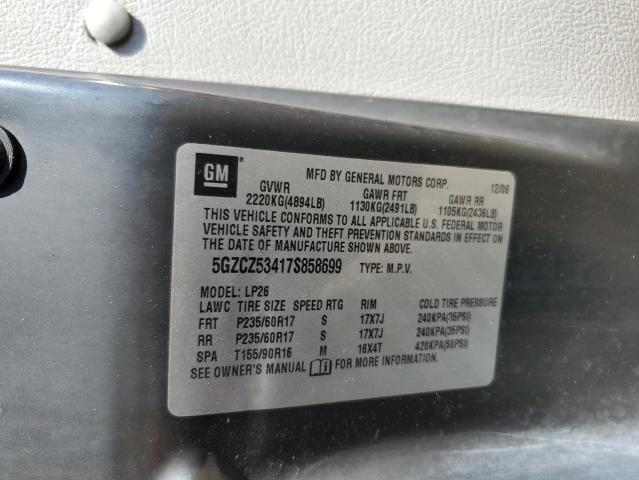 GM
MFD BY GENERAL MOTORS CORP. 12/06
GVWR GAWR FRT GAWR RR
2220KG(4894LB) 1130KG(2491LB) 1105KG(2436LB)
THIS VEHICLE CONFORMS TO ALL APPLICABLE U.S. FEDERAL MOTOR
VEHICLE SAFETY AND THEFT PREVENTION STANDARDS IN EFFECT ON
THE DATE OF MANUFACTURE SHOWN ABOVE.
5GZCZ53417S858699 TYPE: M.P.V.
MODEL: LP26
LAWC TIRE SIZE SPEED RTG RIM COLD TIRE PRESSURE
FRT P235/60R17 S 17X7J 240KPA(35PSI)
RR P235/60R17 S 17X7J 240KPA(35PSI)
SPA T155/90R16 M 16X4T 420KPA(60PSI)
SEE OWNER'S MANUAL FOR MORE INFORMATION.